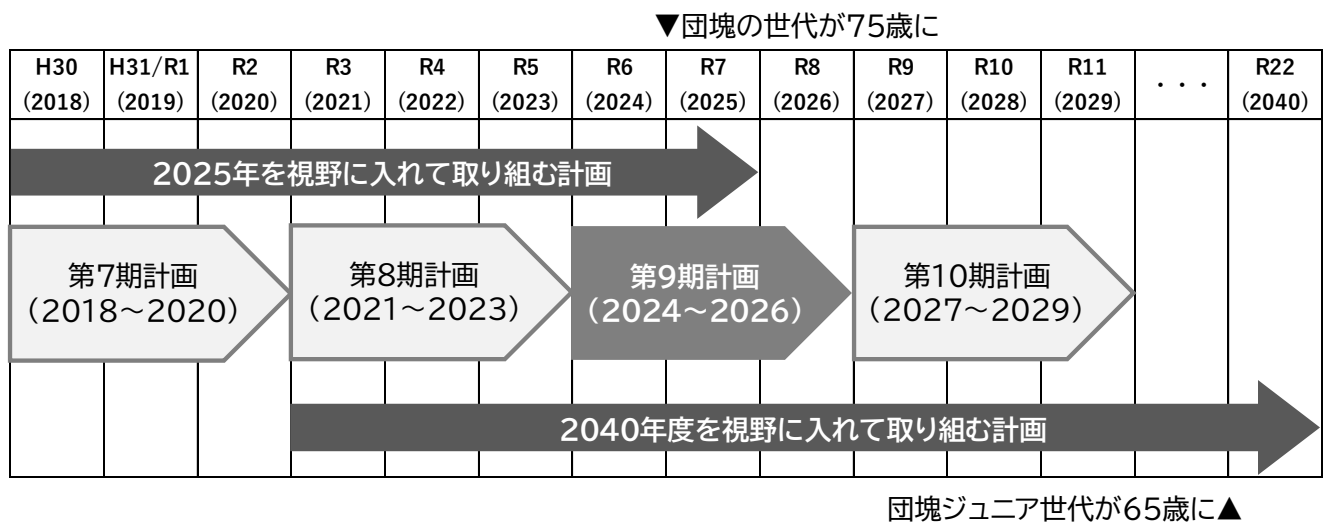 ▼団塊の世代が75歳に
H30 H31/R1 R2 R3 R4 R5 R6 R7 R8 R9 R10 R11 ・・・ R22
(2018) (2019) (2020) (2021) (2022) (2023) (2024) (2025) (2026) (2027) (2028) (2029) (2040)
2025年を視野に入れて取り組む計画
第7期計画 第8期計画 第9期計画 第10期計画
(2018～2020) (2021～2023) (2024～2026) (2027～2029)
2040年度を視野に入れて取り組む計画
団塊ジュニア世代が65歳に▲